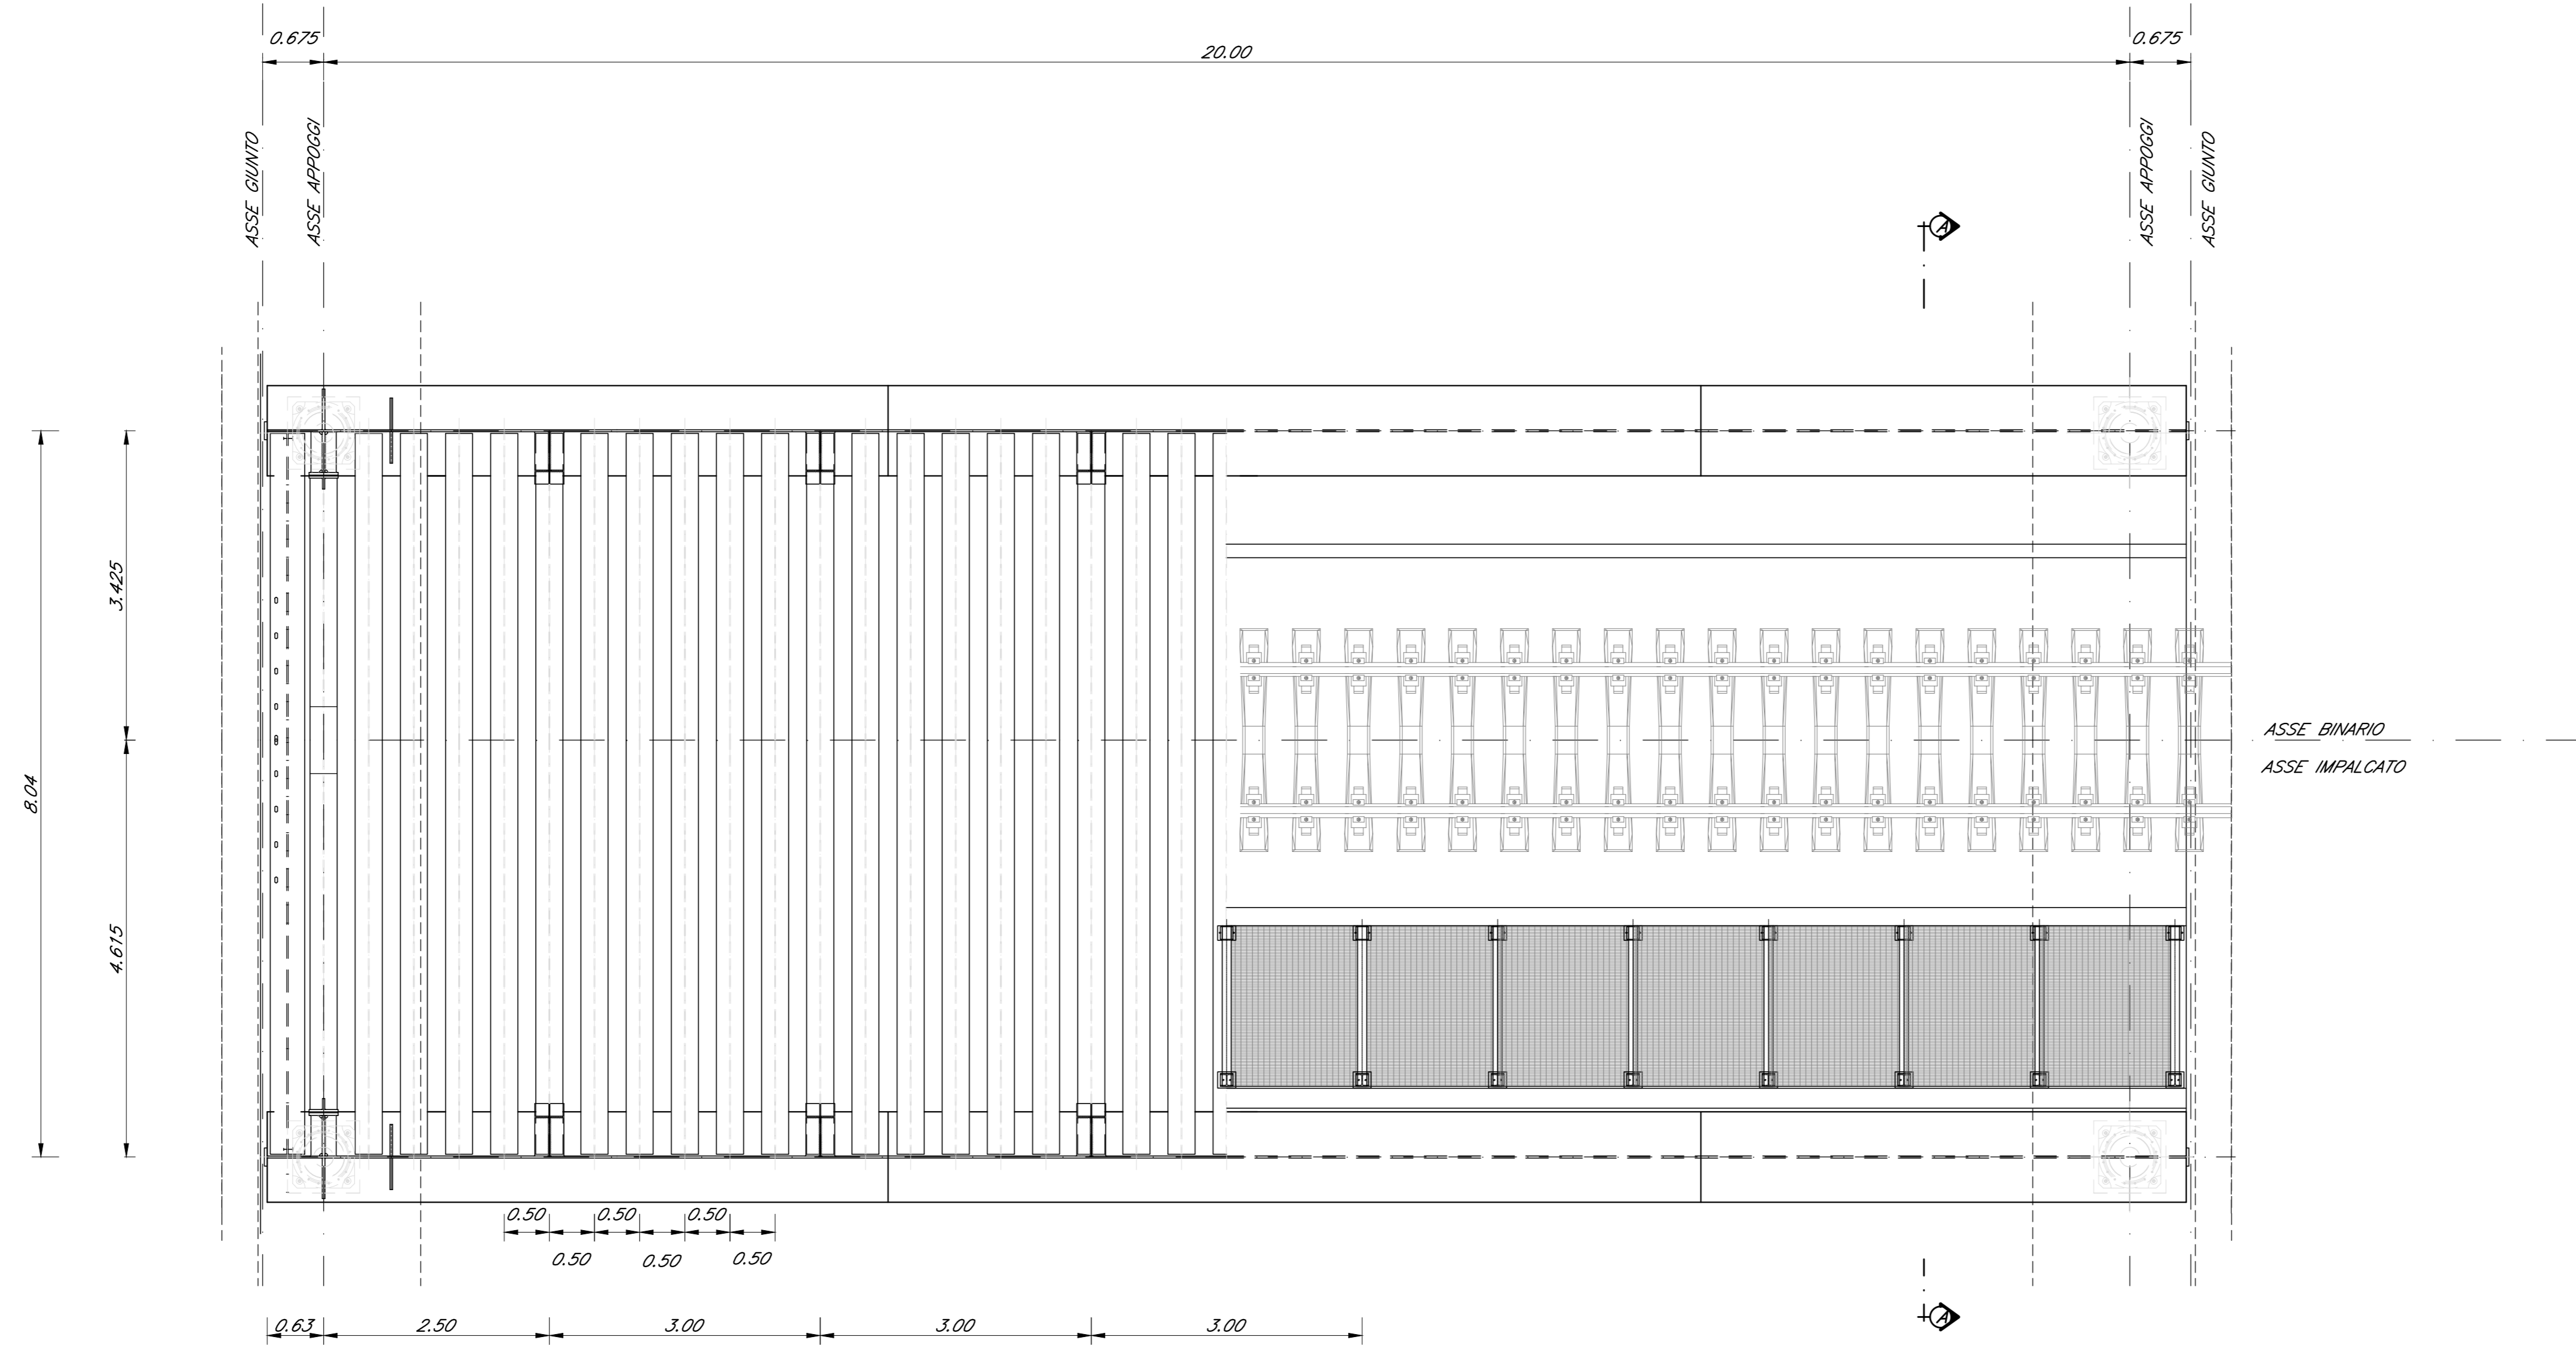 0.675
20.00
0.675
ASSE GIUNTO
ASSE APPOGGI
ASSE APPOGGI
ASSE GIUNTO
A
3.425
8.04
4.615
ASSE BINARIO
ASSE IMPALCATO
0.50
0.50
0.50
0.50
0.50
0.50
A
0.63
2.50
3.00
3.00
3.00